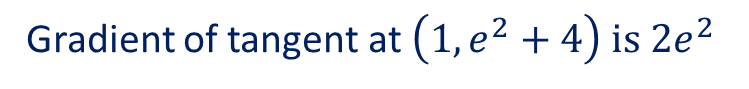 Gradient of tangent at (1, e² + 4) is 2e²